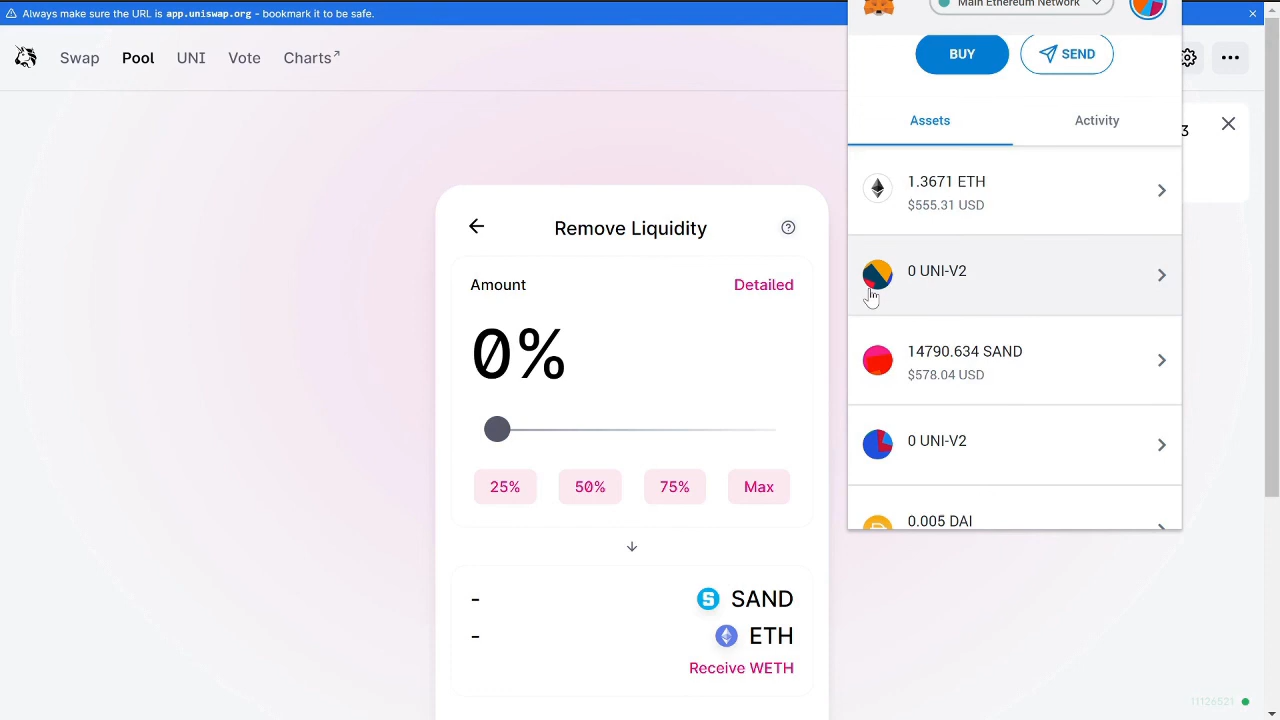 Always make sure the URL is app.uniswap.org - bookmark it to be safe.
Main Ethereum Network
Swap
Pool
UNI
Vote
Charts↗
BUY
SEND
3
Assets
Activity
1.3671 ETH
$555.31 USD
0 UNI-V2
14790.634 SAND
$578.04 USD
0 UNI-V2
0.005 DAI
Remove Liquidity
Amount
Detailed
0%
25%
50%
75%
Max
-
SAND
-
ETH
Receive WETH
11126521